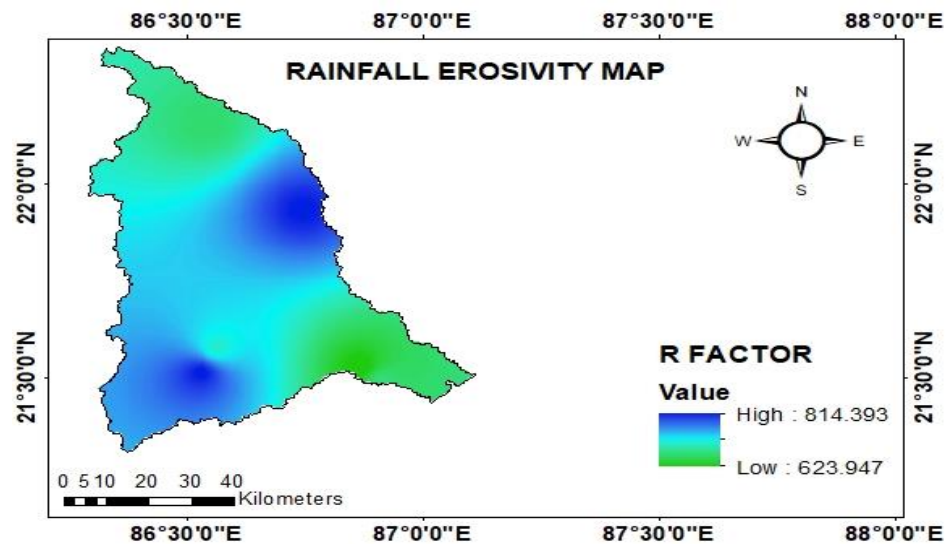 86°30'0"E 87°0'0"E 87°30'0"E 88°0'0"E
RAINFALL EROSIVITY MAP
N
W E
S
22°0'0"N 22°0'0"N
21°30'0"N 21°30'0"N
R FACTOR
Value
High : 814.393
Low : 623.947
0 5 10 20 30 40
Kilometers
86°30'0"E 87°0'0"E 87°30'0"E 88°0'0"E